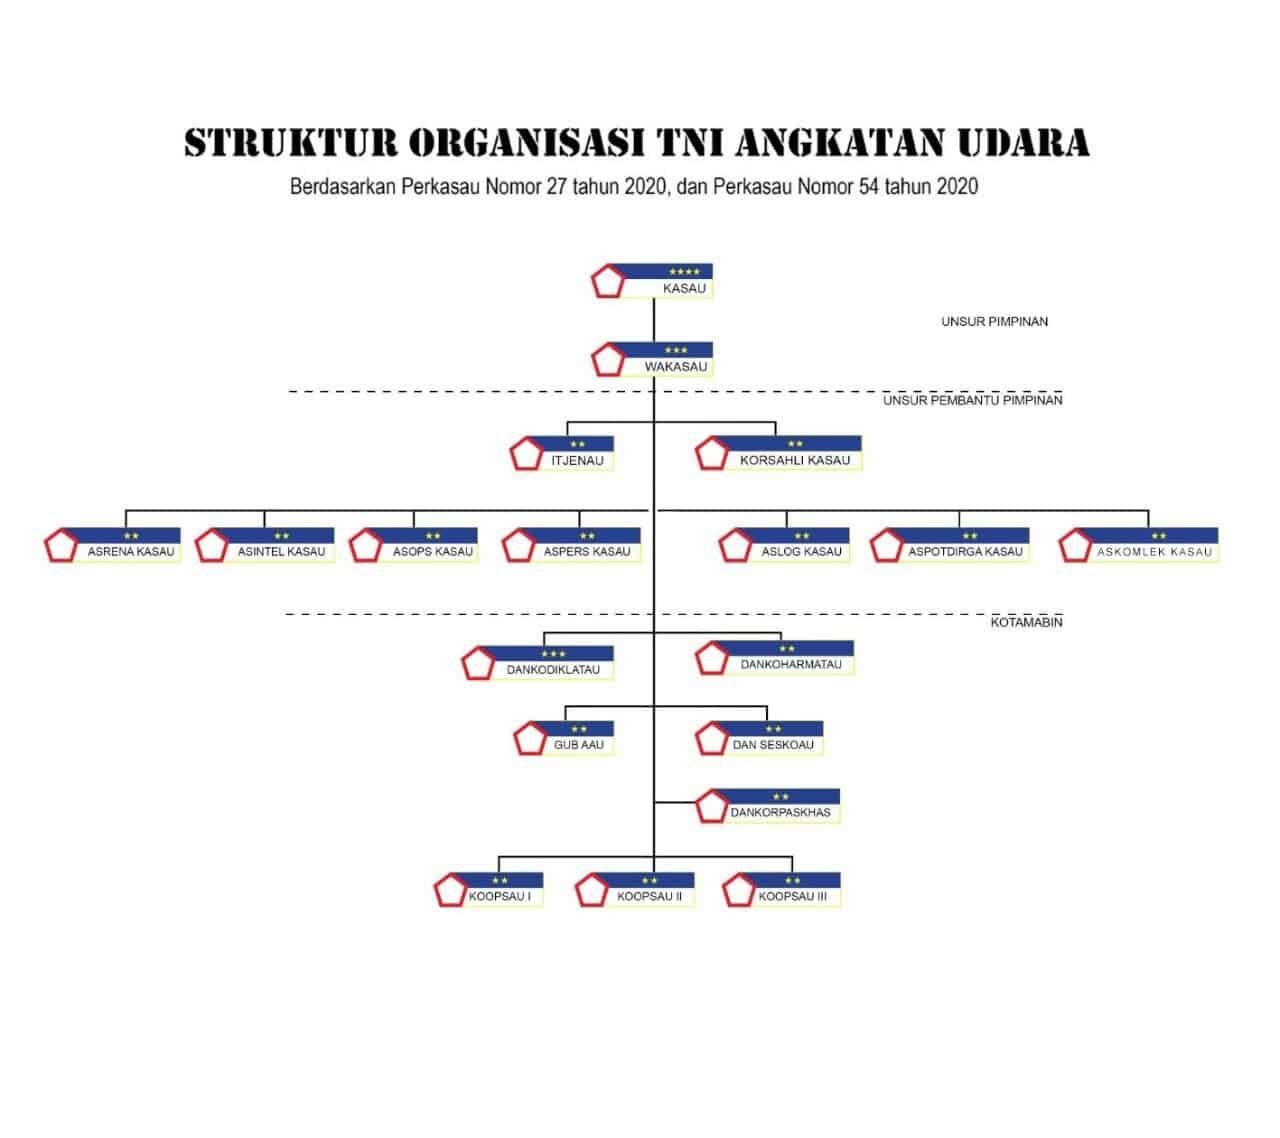 STRUKTUR ORGANISASI TNI ANGKATAN UDARA
Berdasarkan Perkasau Nomor 27 tahun 2020, dan Perkasau Nomor 54 tahun 2020
KASAU
UNSUR PIMPINAN
WAKASAU
UNSUR PEMBANTU PIMPINAN
ITJENAU
KORSAHLI KASAU
ASRENA KASAU
ASINTEL KASAU
ASOPS KASAU
ASPERS KASAU
ASLOG KASAU
ASPOTDIRGA KASAU
ASKOMLEK KASAU
KOTAMABIN
DANKODIKLATAU
DANKOHARMATAU
GUB AAU
DAN SESKOAU
DANKORPASKHAS
KOOPSAU I
KOOPSAU II
KOOPSAU III